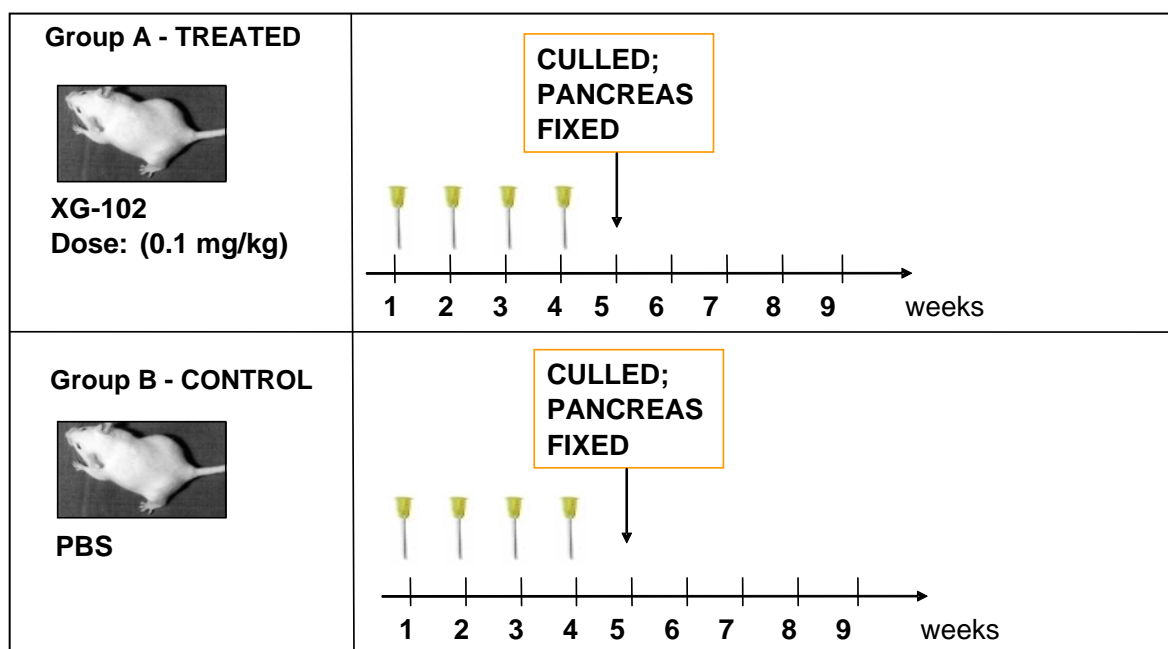 Group A - TREATED
XG-102
Dose: (0.1 mg/kg)
CULLED;
PANCREAS
FIXED
1 2 3 4 5 6 7 8 9 weeks
Group B - CONTROL
PBS
CULLED;
PANCREAS
FIXED
1 2 3 4 5 6 7 8 9 weeks